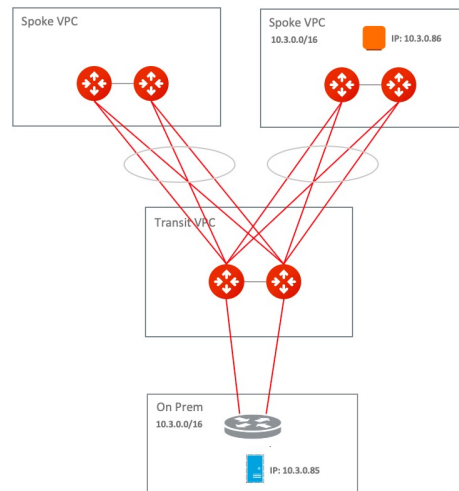 Spoke VPC
Spoke VPC
10.3.0.0/16
IP: 10.3.0.86
Transit VPC
On Prem
10.3.0.0/16
IP: 10.3.0.85